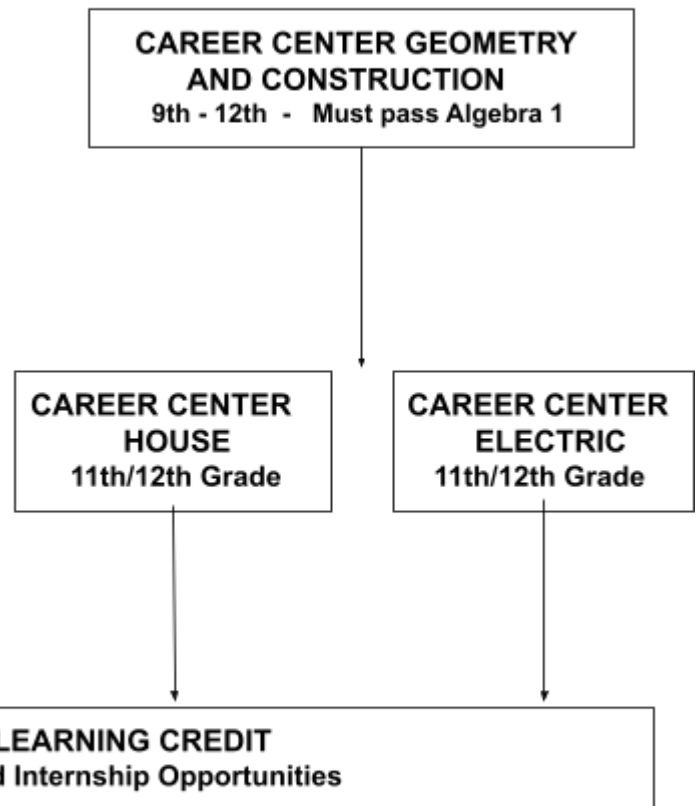 CAREER CENTER GEOMETRY
AND CONSTRUCTION
9th - 12th - Must pass Algebra 1
CAREER CENTER
HOUSE
11th/12th Grade
CAREER CENTER
ELECTRIC
11th/12th Grade
LEARNING CREDIT
Internship Opportunities